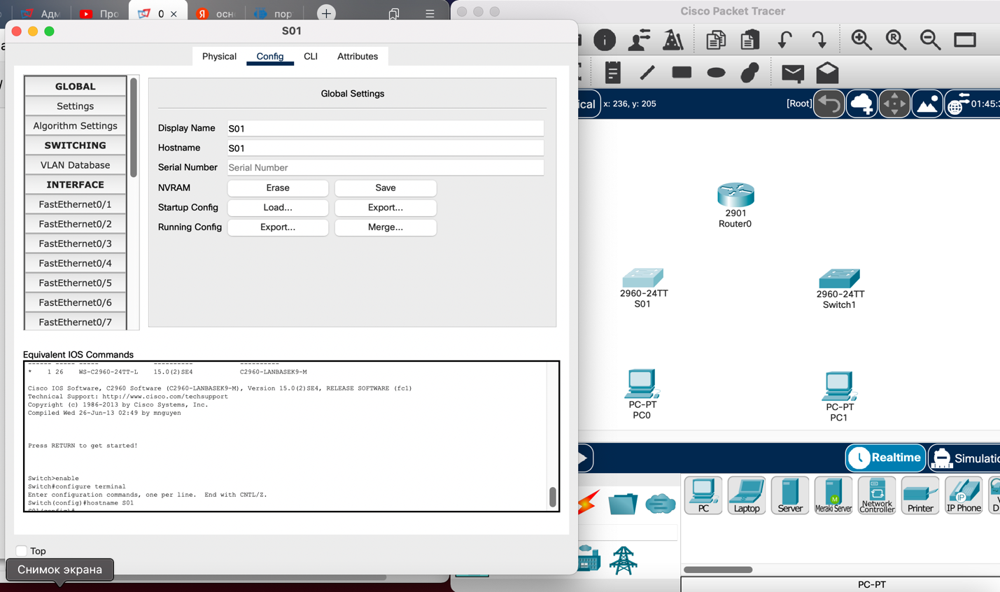 Адм
Про
0
осн
пор
Cisco Packet Tracer
S01
Physical
Config
CLI
Attributes
GLOBAL
Settings
Algorithm Settings
SWITCHING
VLAN Database
INTERFACE
FastEthernet0/1
FastEthernet0/2
FastEthernet0/3
FastEthernet0/4
FastEthernet0/5
FastEthernet0/6
FastEthernet0/7
Global Settings
Display Name S01
Hostname S01
Serial Number Serial Number
NVRAM Erase Save
Startup Config Load... Export...
Running Config Export... Merge...
Equivalent IOS Commands
------ ----- ----- ---------- ----------
* 1 26 WS-C2960-24TT-L 15.0(2)SE4 C2960-LANBASEK9-M
Cisco IOS Software, C2960 Software (C2960-LANBASEK9-M), Version 15.0(2)SE4, RELEASE SOFTWARE (fc1)
Technical Support: http://www.cisco.com/techsupport
Copyright (c) 1986-2013 by Cisco Systems, Inc.
Compiled Wed 26-Jun-13 02:49 by mnguyen
Press RETURN to get started!
Switch>enable
Switch#configure terminal
Enter configuration commands, one per line. End with CNTL/Z.
Switch(config)#hostname S01
S01(config)#
Top
Снимок экрана
ical
x: 236, y: 205
[Root]
01:45:3
2901
Router0
2960-24TT
S01
2960-24TT
Switch1
PC-PT
PC0
PC-PT
PC1
Realtime
Simulatio
PC
Laptop
Server
Meraki Server
Network Controller
Printer
IP
IP Phone
PC-PT